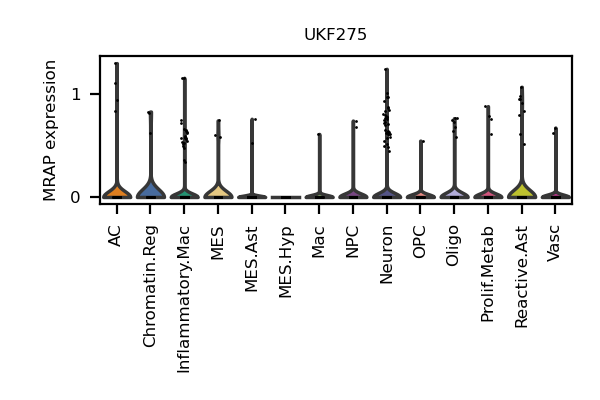 UKF275
MRAP expression
1
0
AC
Chromatin.Reg
Inflammatory.Mac
MES
MES.Ast
MES.Hyp
Mac
NPC
Neuron
OPC
Oligo
Prolif.Metab
Reactive.Ast
Vasc